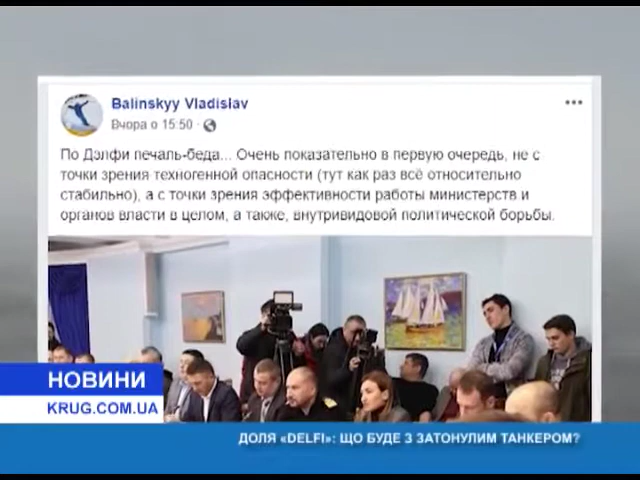 Balinskyy Vladislav
Вчора о 15:50 ·
По Дэлфи печаль-беда... Очень показательно в первую очередь, не с
точки зрения техногенной опасности (тут как раз всё относительно
стабильно), а с точки зрения эффективности работы министерств и
органов власти в целом, а также, внутривидовой политической борьбы.
НОВИНИ
KRUG.COM.UA
ДОЛЯ «DELFI»: ЩО БУДЕ З ЗАТОНУЛИМ ТАНКЕРОМ?